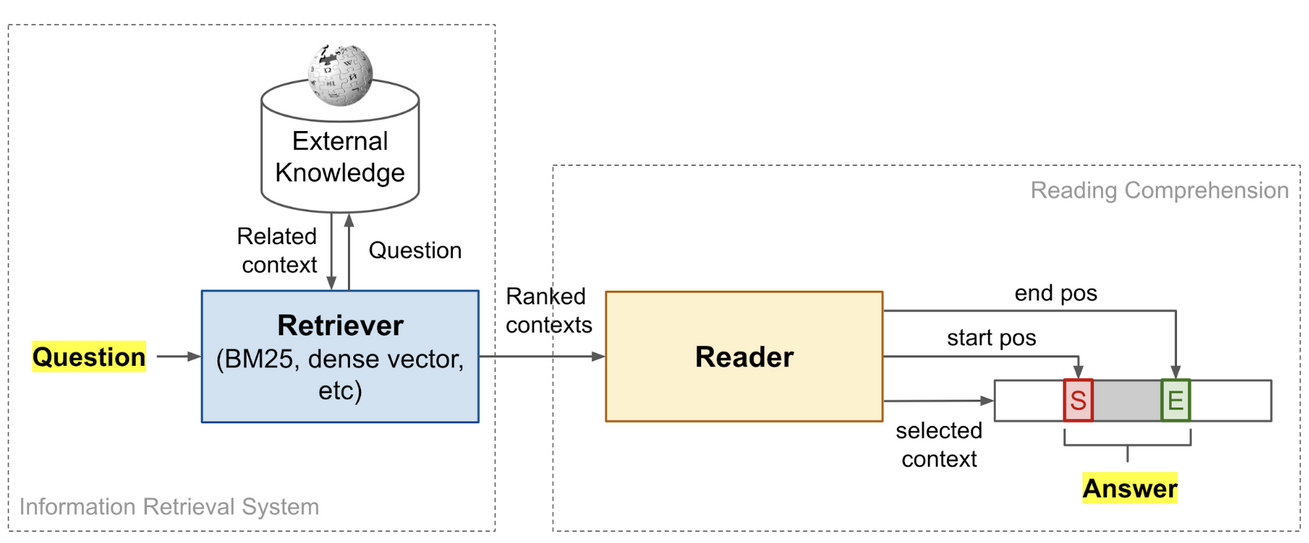 External
Knowledge
Related
context
Question
Question
Retriever
(BM25, dense vector,
etc)
Information Retrieval System
Ranked
contexts
Reading Comprehension
Reader
end pos
start pos
selected
context
S
E
Answer